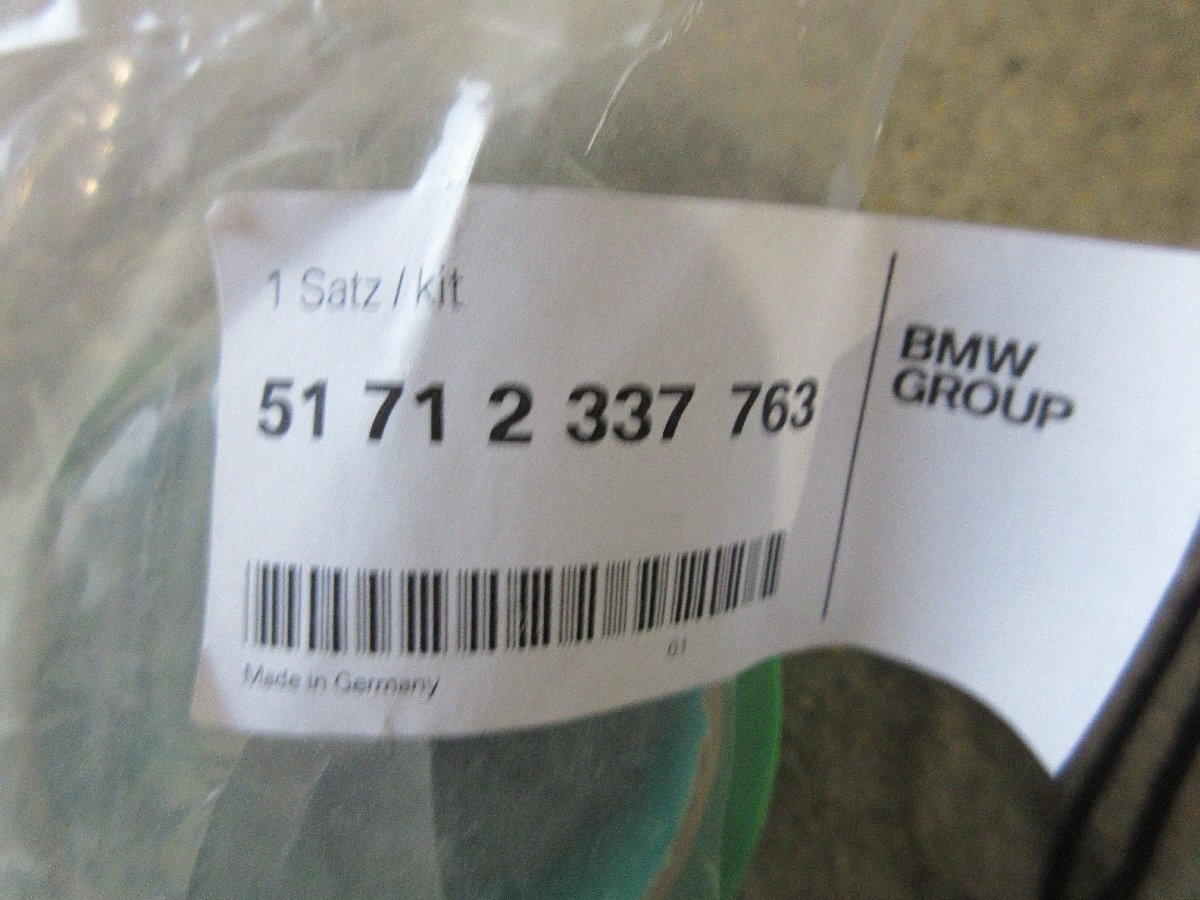 1 Satz / kit
51 71 2 337 763
BMW
GROUP
01
Made in Germany